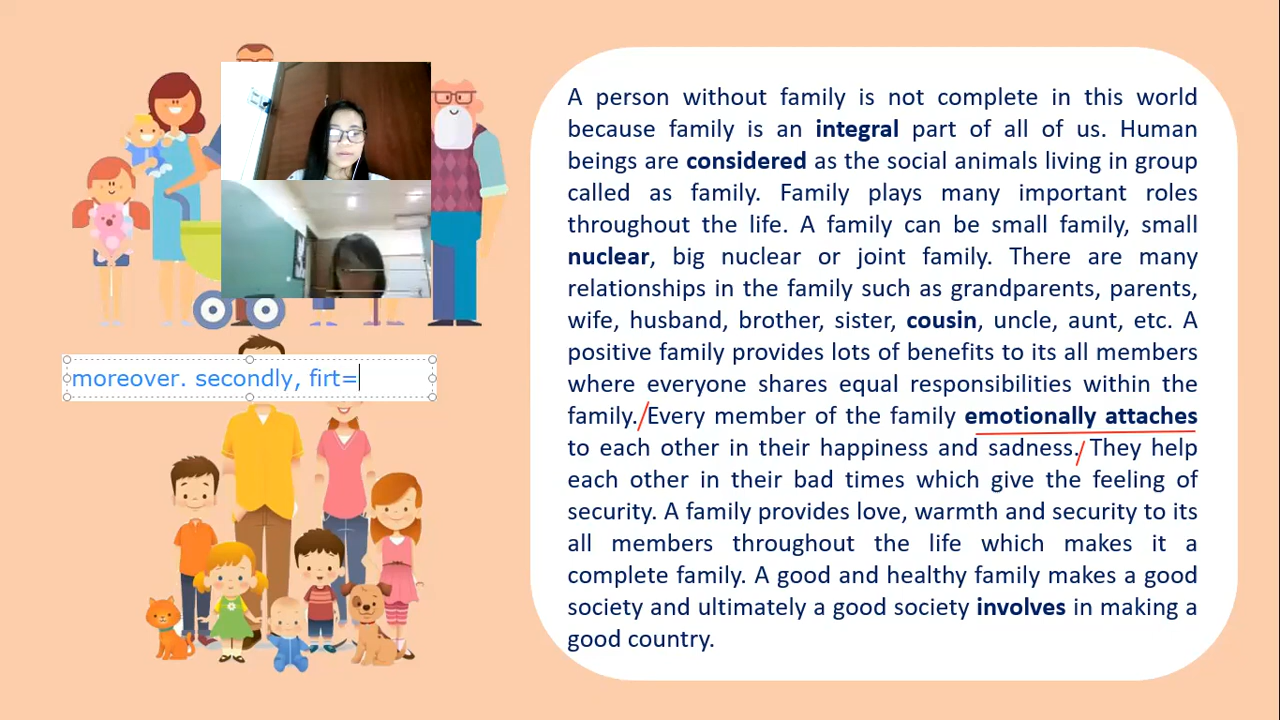 moreover. secondly, firt=
A person without family is not complete in this world
because family is an integral part of all of us. Human
beings are considered as the social animals living in group
called as family. Family plays many important roles
throughout the life. A family can be small family, small
nuclear, big nuclear or joint family. There are many
relationships in the family such as grandparents, parents,
wife, husband, brother, sister, cousin, uncle, aunt, etc. A
positive family provides lots of benefits to its all members
where everyone shares equal responsibilities within the
family. Every member of the family emotionally attaches
to each other in their happiness and sadness. They help
each other in their bad times which give the feeling of
security. A family provides love, warmth and security to its
all members throughout the life which makes it a
complete family. A good and healthy family makes a good
society and ultimately a good society involves in making a
good country.